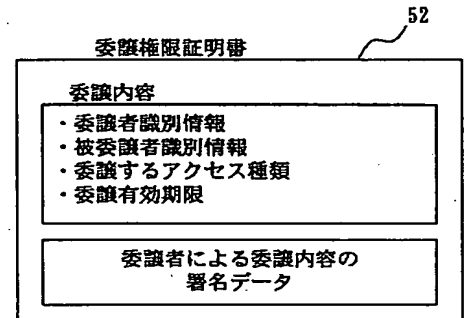 52
委譲権限証明書
委譲内容
・委譲者識別情報
・被委譲者識別情報
・委譲するアクセス種類
・委譲有効期限
委譲者による委譲内容の
署名データ